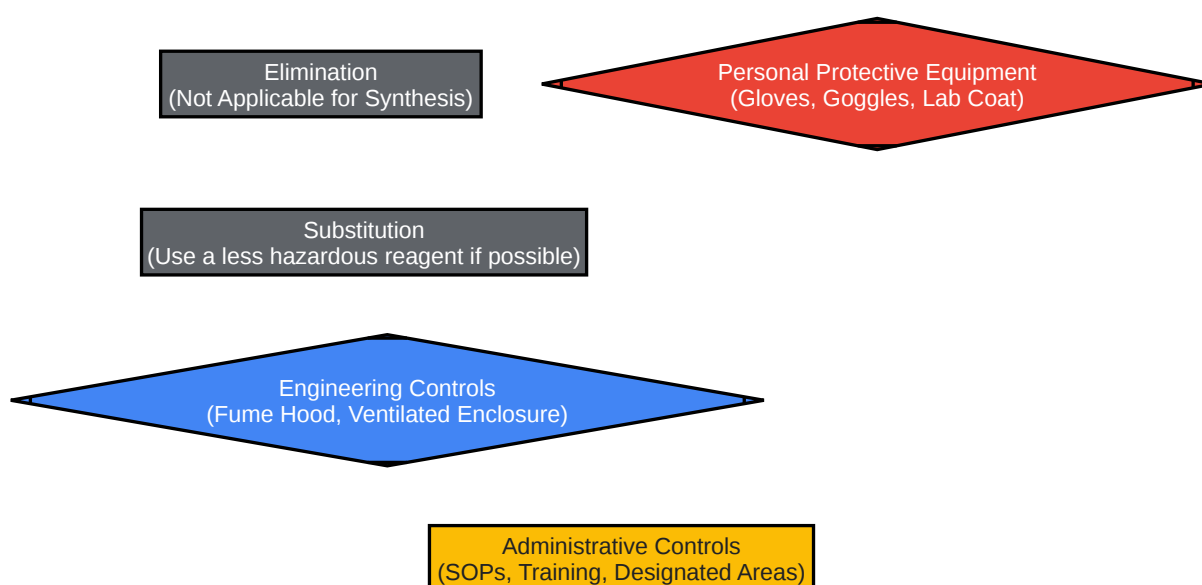 Elimination
(Not Applicable for Synthesis)
Personal Protective Equipment
(Gloves, Goggles, Lab Coat)
Substitution
(Use a less hazardous reagent if possible)
Engineering Controls
(Fume Hood, Ventilated Enclosure)
Administrative Controls
(SOPs, Training, Designated Areas)